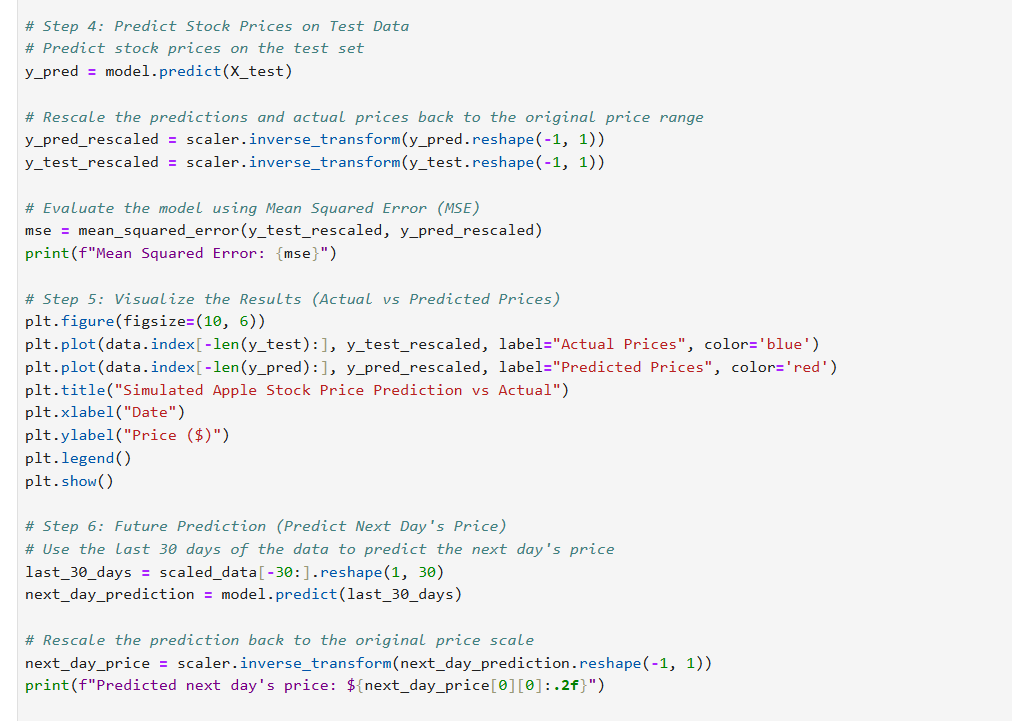 # Step 4: Predict Stock Prices on Test Data
# Predict stock prices on the test set
y_pred = model.predict(X_test)
# Rescale the predictions and actual prices back to the original price range
y_pred_rescaled = scaler.inverse_transform(y_pred.reshape(-1, 1))
y_test_rescaled = scaler.inverse_transform(y_test.reshape(-1, 1))
# Evaluate the model using Mean Squared Error (MSE)
mse = mean_squared_error(y_test_rescaled, y_pred_rescaled)
print(f"Mean Squared Error: {mse}")
# Step 5: Visualize the Results (Actual vs Predicted Prices)
plt.figure(figsize=(10, 6))
plt.plot(data.index[-len(y_test):], y_test_rescaled, label="Actual Prices", color='blue')
plt.plot(data.index[-len(y_pred):], y_pred_rescaled, label="Predicted Prices", color='red')
plt.title("Simulated Apple Stock Price Prediction vs Actual")
plt.xlabel("Date")
plt.ylabel("Price ($)")
plt.legend()
plt.show()
# Step 6: Future Prediction (Predict Next Day's Price)
# Use the last 30 days of the data to predict the next day's price
last_30_days = scaled_data[-30:].reshape(1, 30)
next_day_prediction = model.predict(last_30_days)
# Rescale the prediction back to the original price scale
next_day_price = scaler.inverse_transform(next_day_prediction.reshape(-1, 1))
print(f"Predicted next day's price: ${next_day_price[0][0]:.2f}")